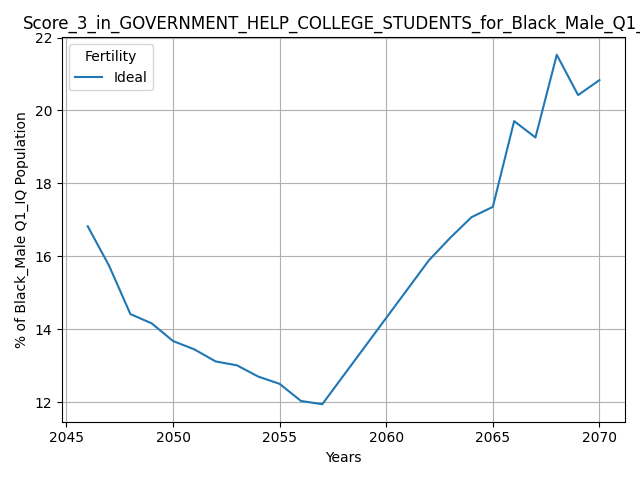 Score_3_in_GOVERNMENT_HELP_COLLEGE_STUDENTS_for_Black_Male_Q1_
22
20
18
16
14
12
% of Black_Male Q1_IQ Population
Fertility
Ideal
2045 2050 2055 2060 2065 2070
Years